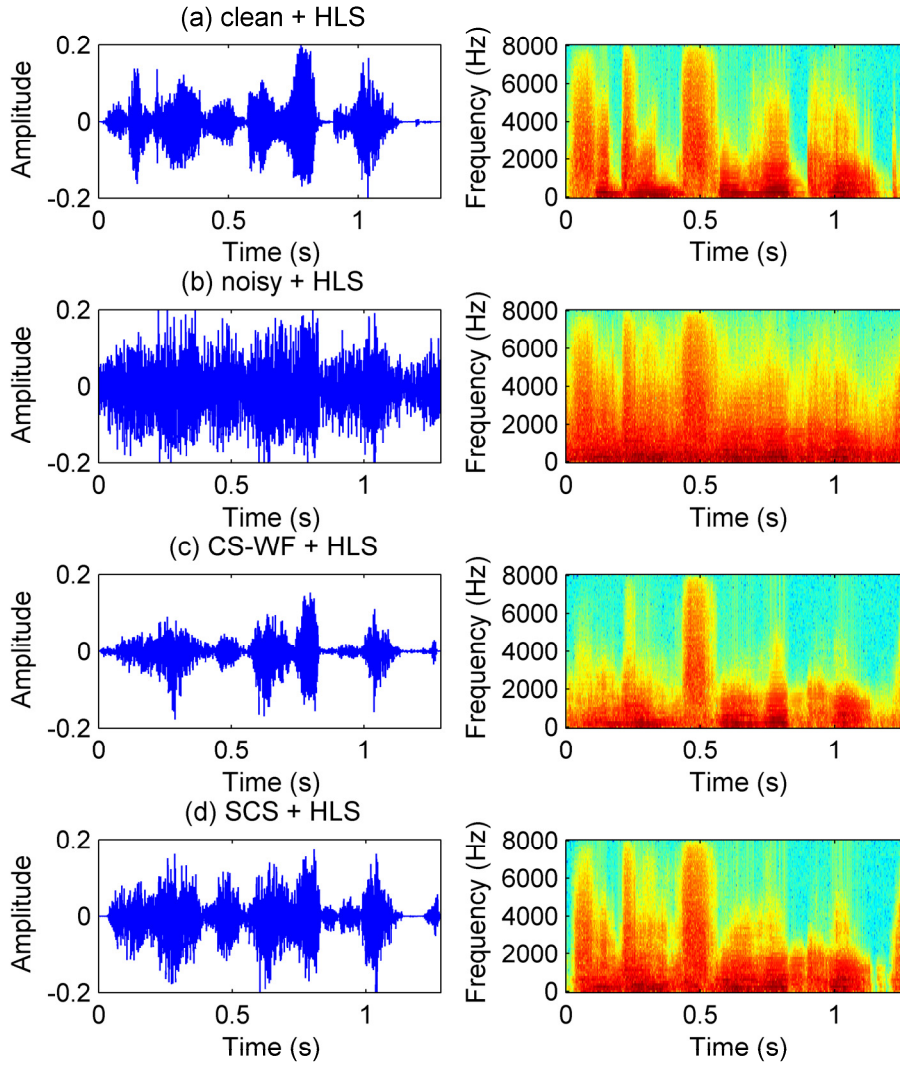 (a) clean + HLS
Amplitude
0.2
0
-0.2
0 0.5 1
Time (s)
Frequency (Hz)
8000
6000
4000
2000
0
0 0.5 1
Time (s)
(b) noisy + HLS
Amplitude
0.2
0
-0.2
0 0.5 1
Time (s)
Frequency (Hz)
8000
6000
4000
2000
0
0 0.5 1
Time (s)
(c) CS-WF + HLS
Amplitude
0.2
0
-0.2
0 0.5 1
Time (s)
Frequency (Hz)
8000
6000
4000
2000
0
0 0.5 1
Time (s)
(d) SCS + HLS
Amplitude
0.2
0
-0.2
0 0.5 1
Time (s)
Frequency (Hz)
8000
6000
4000
2000
0
0 0.5 1
Time (s)